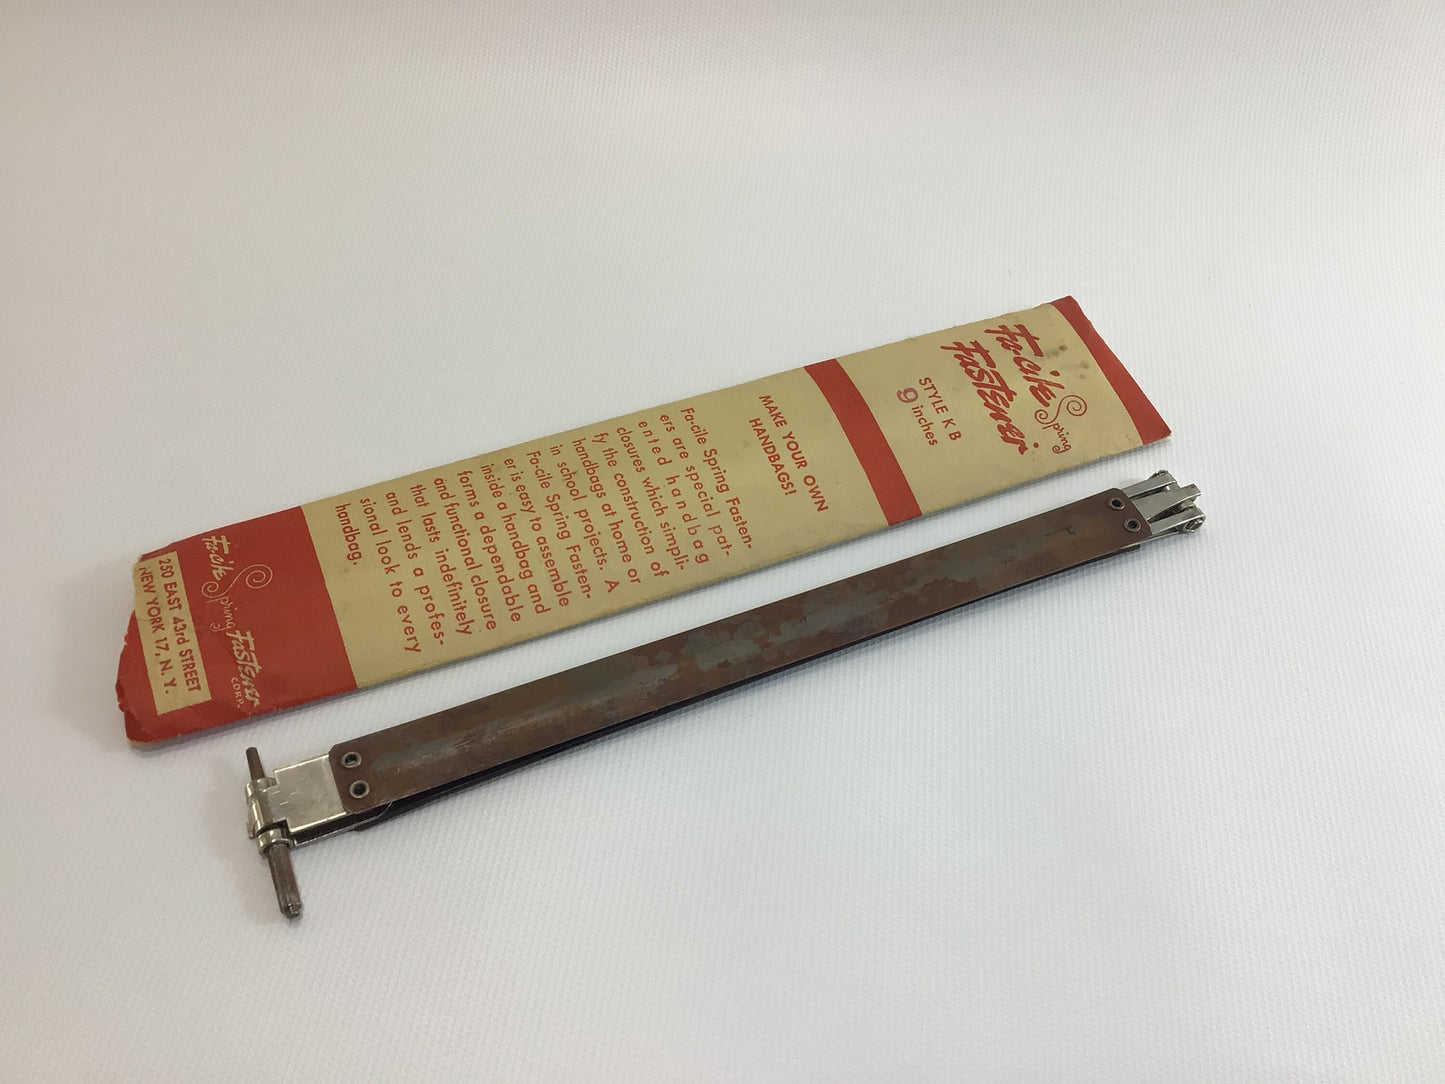 Fa-cile
Spring
Fastener
STYLE K B
9 inches
MAKE YOUR OWN
HANDBAGS!
Fa-cile Spring Fasten-
ers are special pat-
ented handbag
closures which simpli-
fy the construction of
handbags at home or
in school projects. A
Fa-cile Spring Fasten-
er is easy to assemble
inside a handbag and
forms a dependable
and functional closure
that lasts indefinitely
and lends a profes-
sional look to every
handbag.
Fa-cile Spring Fastener
CORP.
250 EAST 43rd STREET
NEW YORK 17, N. Y.